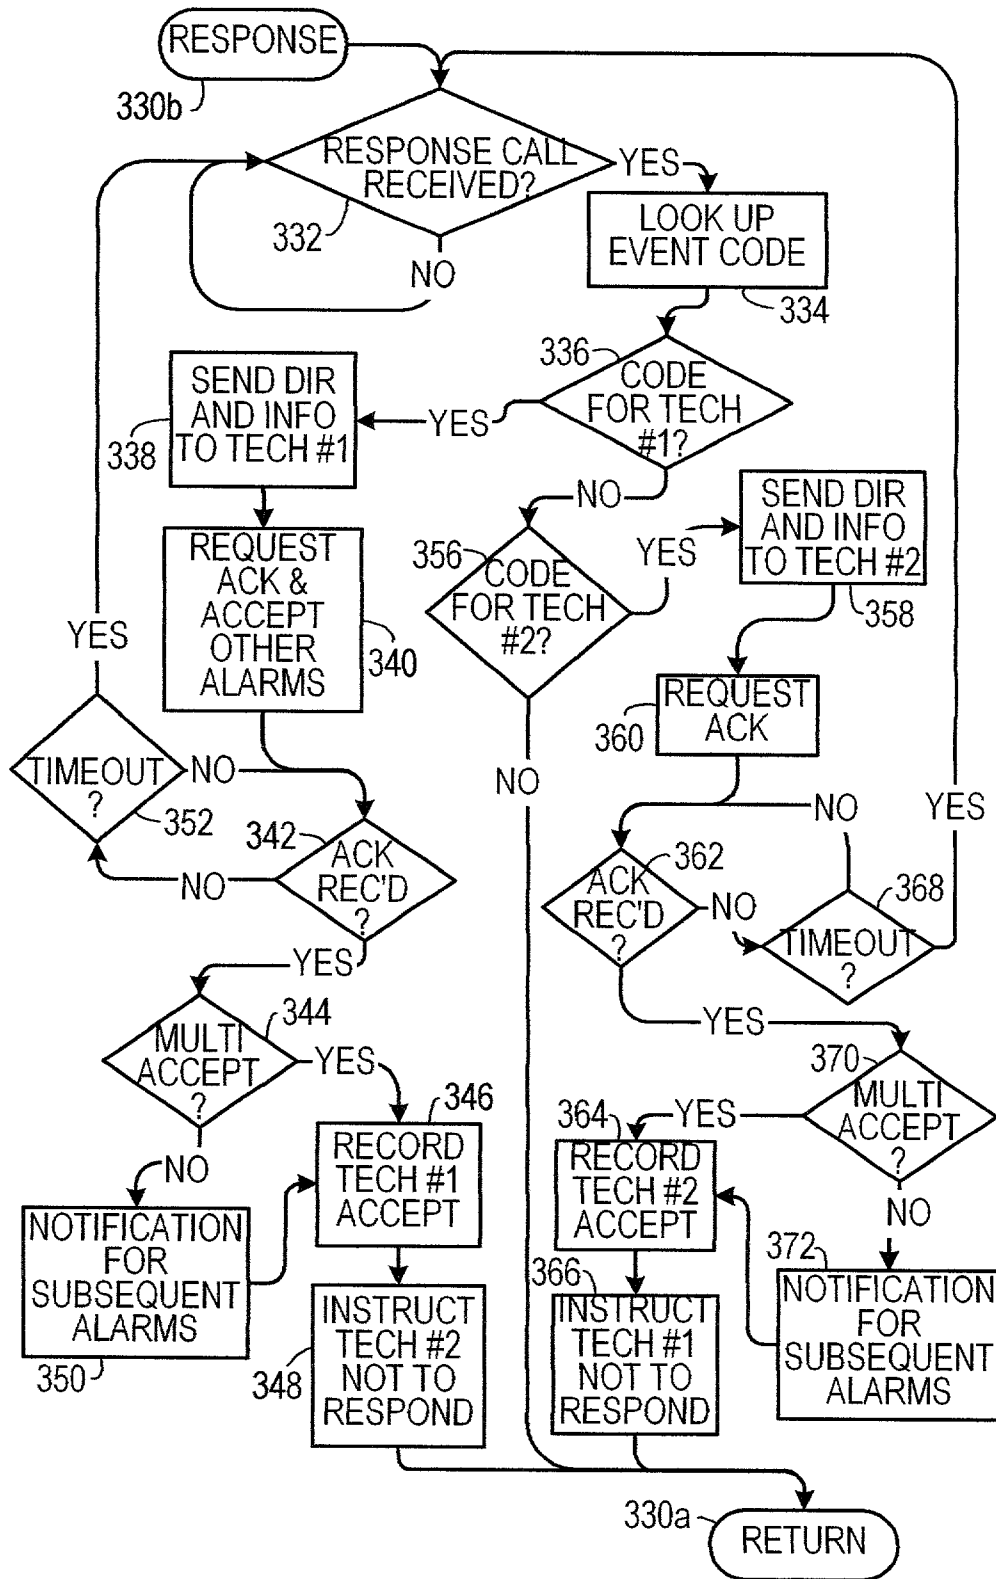 RESPONSE
330b
RESPONSE CALL
RECEIVED?
332
YES
NO
LOOK UP
EVENT CODE
334
336
CODE
FOR TECH
#1?
YES
NO
SEND DIR
AND INFO
TO TECH #1
338
REQUEST
ACK &
ACCEPT
OTHER
ALARMS
340
356
CODE
FOR TECH
#2?
YES
NO
SEND DIR
AND INFO
TO TECH #2
358
REQUEST
ACK
360
YES
TIMEOUT
?
352
NO
342
ACK
REC'D
?
NO
YES
362
ACK
REC'D
?
NO
NO
YES
368
TIMEOUT
?
YES
344
MULTI
ACCEPT
?
YES
NO
346
RECORD
TECH #1
ACCEPT
370
MULTI
ACCEPT
?
YES
NO
364
RECORD
TECH #2
ACCEPT
NOTIFICATION
FOR
SUBSEQUENT
ALARMS
350
INSTRUCT
TECH #2
NOT TO
RESPOND
348
366
INSTRUCT
TECH #1
NOT TO
RESPOND
372
NOTIFICATION
FOR
SUBSEQUENT
ALARMS
330a
RETURN